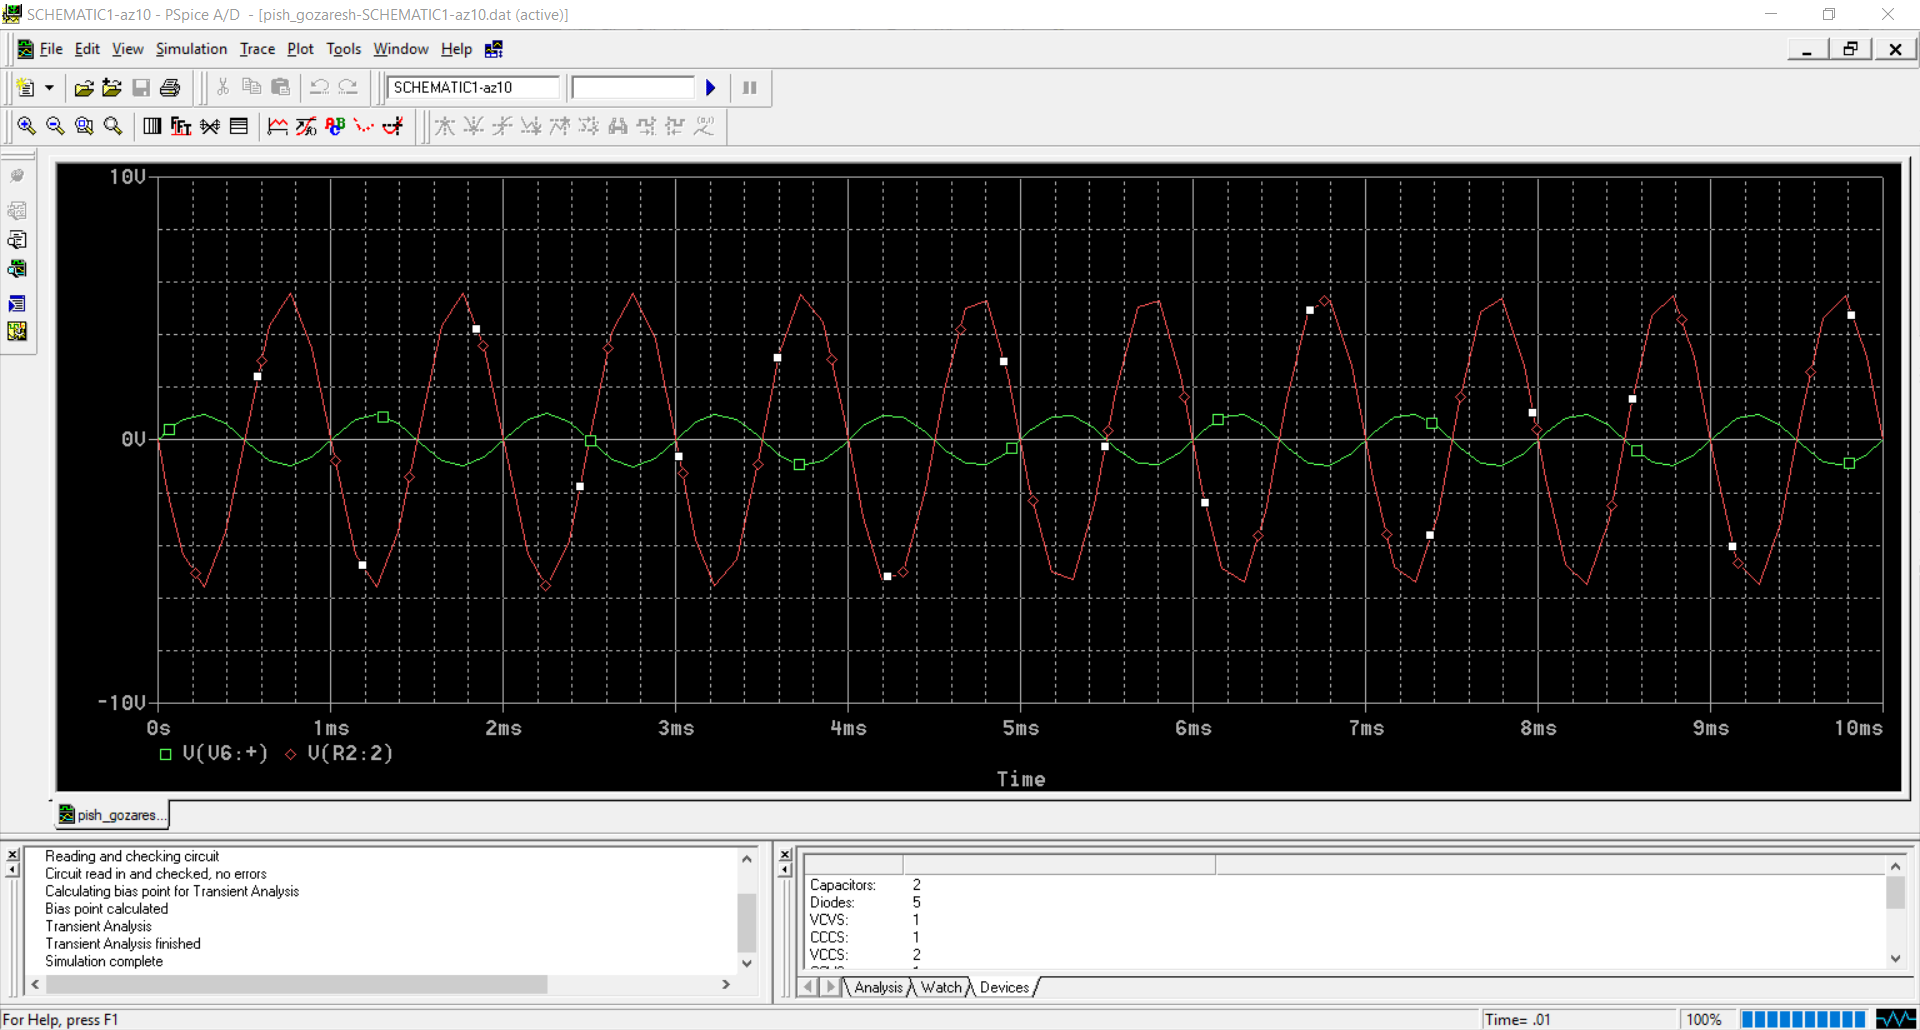 SCHEMATIC1-az10 - PSpice A/D - [pish_gozaresh-SCHEMATIC1-az10.dat (active)]
File Edit View Simulation Trace Plot Tools Window Help
SCHEMATIC1-az10
FFT
10V
0V
-10V
0s 1ms 2ms 3ms 4ms 5ms 6ms 7ms 8ms 9ms 10ms
V(V6:+) V(R2:2)
Time
pish_gozares...
Reading and checking circuit
Circuit read in and checked, no errors
Calculating bias point for Transient Analysis
Bias point calculated
Transient Analysis
Transient Analysis finished
Simulation complete
Capacitors: 2
Diodes: 5
VCVS: 1
CCCS: 1
VCCS: 2
Analysis Watch Devices
For Help, press F1
Time= .01 100%